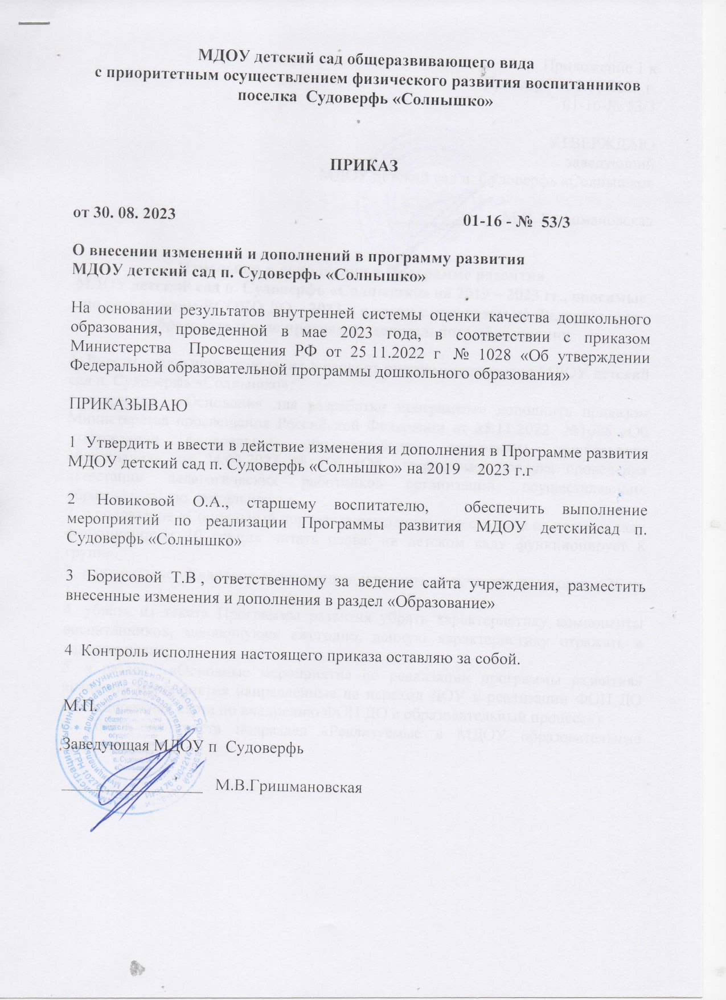 МДОУ детский сад общеразвивающего вида
с приоритетным осуществлением физического развития воспитанников
поселка Судоверфь «Солнышко»
ПРИКАЗ
от 30. 08. 2023
01-16 - № 53/3
О внесении изменений и дополнений в программу развития
МДОУ детский сад п. Судоверфь «Солнышко»
На основании результатов внутренней системы оценки качества дошкольного
образования, проведенной в мае 2023 года, в соответствии с приказом
Министерства Просвещения РФ от 25 11.2022 г № 1028 «Об утверждении
Федеральной образовательной программы дошкольного образования»
ПРИКАЗЫВАЮ
1 Утвердить и ввести в действие изменения и дополнения в Программе развития
МДОУ детский сад п. Судоверфь «Солнышко» на 2019 2023 г.г
2 Новиковой О.А., старшему воспитателю, обеспечить выполнение
мероприятий по реализации Программы развития МДОУ детскийсад п.
Судоверфь «Солнышко»
3 Борисовой Т.В , ответственному за ведение сайта учреждения, разместить
внесенные изменения и дополнения в раздел «Образование»
4 Контроль исполнения настоящего приказа оставляю за собой.
М.П.
Заведующая МДОУ п Судоверфь
М.В.Гришмановская